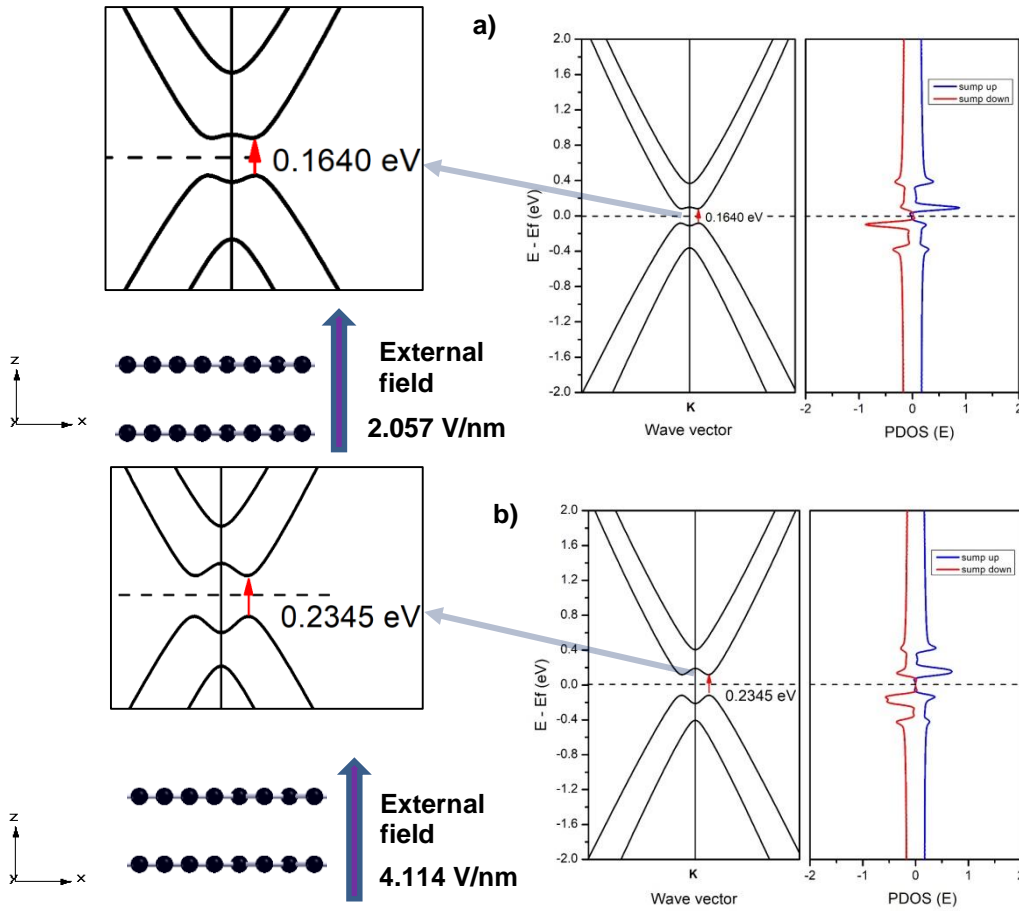 a)
0.1640 eV
2.0
1.6
1.2
0.8
0.4
0.0
-0.4
-0.8
-1.2
-1.6
-2.0
E - Ef (eV)
0.1640 eV
K
Wave vector
sump up
sump down
-2 -1 0 1 2
PDOS (E)
z
y x
External
field
2.057 V/nm
b)
0.2345 eV
2.0
1.6
1.2
0.8
0.4
0.0
-0.4
-0.8
-1.2
-1.6
-2.0
E - Ef (eV)
0.2345 eV
K
Wave vector
sump up
sump down
-2 -1 0 1 2
PDOS (E)
z
y x
External
field
4.114 V/nm